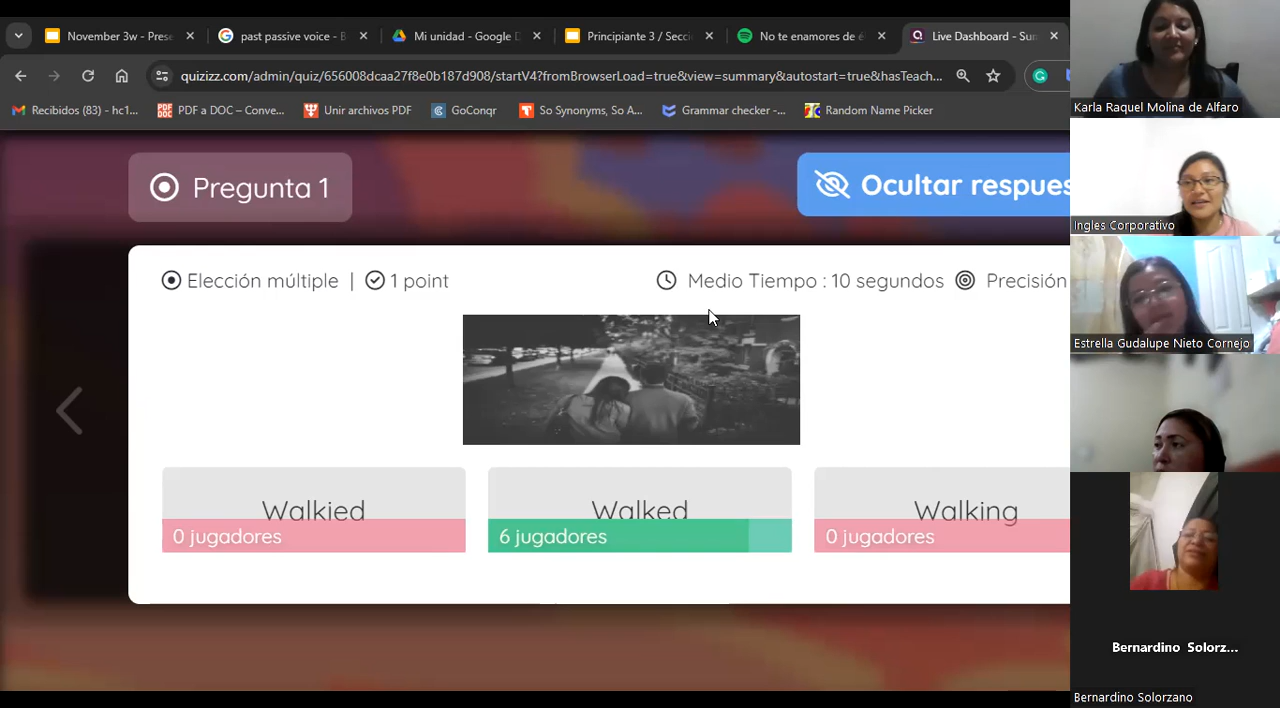 November 3w - Prese
past passive voice - B
Mi unidad - Google D
Principiante 3 / Secci
No te enamores de é
Live Dashboard - Sum
quizizz.com/admin/quiz/656008dcaa27f8e0b187d908/startV4?fromBrowserLoad=true&view=summary&autostart=true&hasTeach...
Recibidos (83) - hc1...
PDF a DOC – Conve...
Unir archivos PDF
GoConqr
So Synonyms, So A...
Grammar checker -...
Random Name Picker
Pregunta 1
Ocultar respues
Elección múltiple | 1 point
Medio Tiempo : 10 segundos
Precisión
Walkied
0 jugadores
Walked
6 jugadores
Walking
0 jugadores
Karla Raquel Molina de Alfaro
Ingles Corporativo
Estrella Gudalupe Nieto Cornejo
Bernardino Solorz...
Bernardino Solorzano